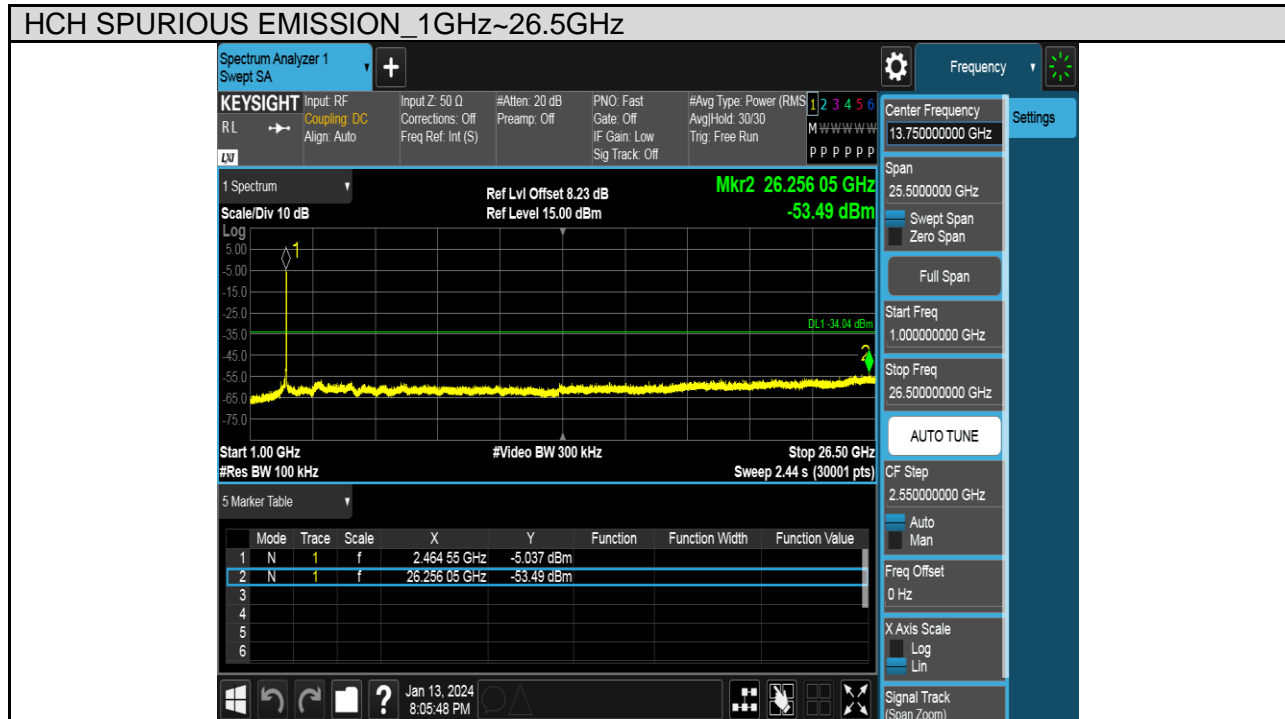 HCH SPURIOUS EMISSION_1GHz~26.5GHz
Spectrum Analyzer 1
Swept SA
+
Frequency
KEYSIGHT
RL
LXI
Input: RF
Coupling: DC
Align: Auto
Input Z: 50 Ω
Corrections: Off
Freq Ref: Int (S)
#Atten: 20 dB
Preamp: Off
PNO: Fast
Gate: Off
IF Gain: Low
Sig Track: Off
#Avg Type: Power (RMS
Avg|Hold: 30/30
Trig: Free Run
1 2 3 4 5 6
M W W W W W
P P P P P P
Center Frequency
13.750000000 GHz
Settings
Span
25.5000000 GHz
Swept Span
Zero Span
Full Span
Start Freq
1.000000000 GHz
Stop Freq
26.500000000 GHz
AUTO TUNE
CF Step
2.550000000 GHz
Auto
Man
Freq Offset
0 Hz
X Axis Scale
Log
Lin
Signal Track
(Span Zoom)
1 Spectrum
Scale/Div 10 dB
Ref Lvl Offset 8.23 dB
Ref Level 15.00 dBm
Mkr2 26.256 05 GHz
-53.49 dBm
Log
5.00
-5.00
-15.0
-25.0
-35.0
-45.0
-55.0
-65.0
-75.0
1
DL1 -34.04 dBm
2
Start 1.00 GHz
#Res BW 100 kHz
#Video BW 300 kHz
Stop 26.50 GHz
Sweep 2.44 s (30001 pts)
5 Marker Table
Mode Trace Scale X Y Function Function Width Function Value
1 N 1 f 2.464 55 GHz -5.037 dBm
2 N 1 f 26.256 05 GHz -53.49 dBm
3
4
5
6
?
Jan 13, 2024
8:05:48 PM